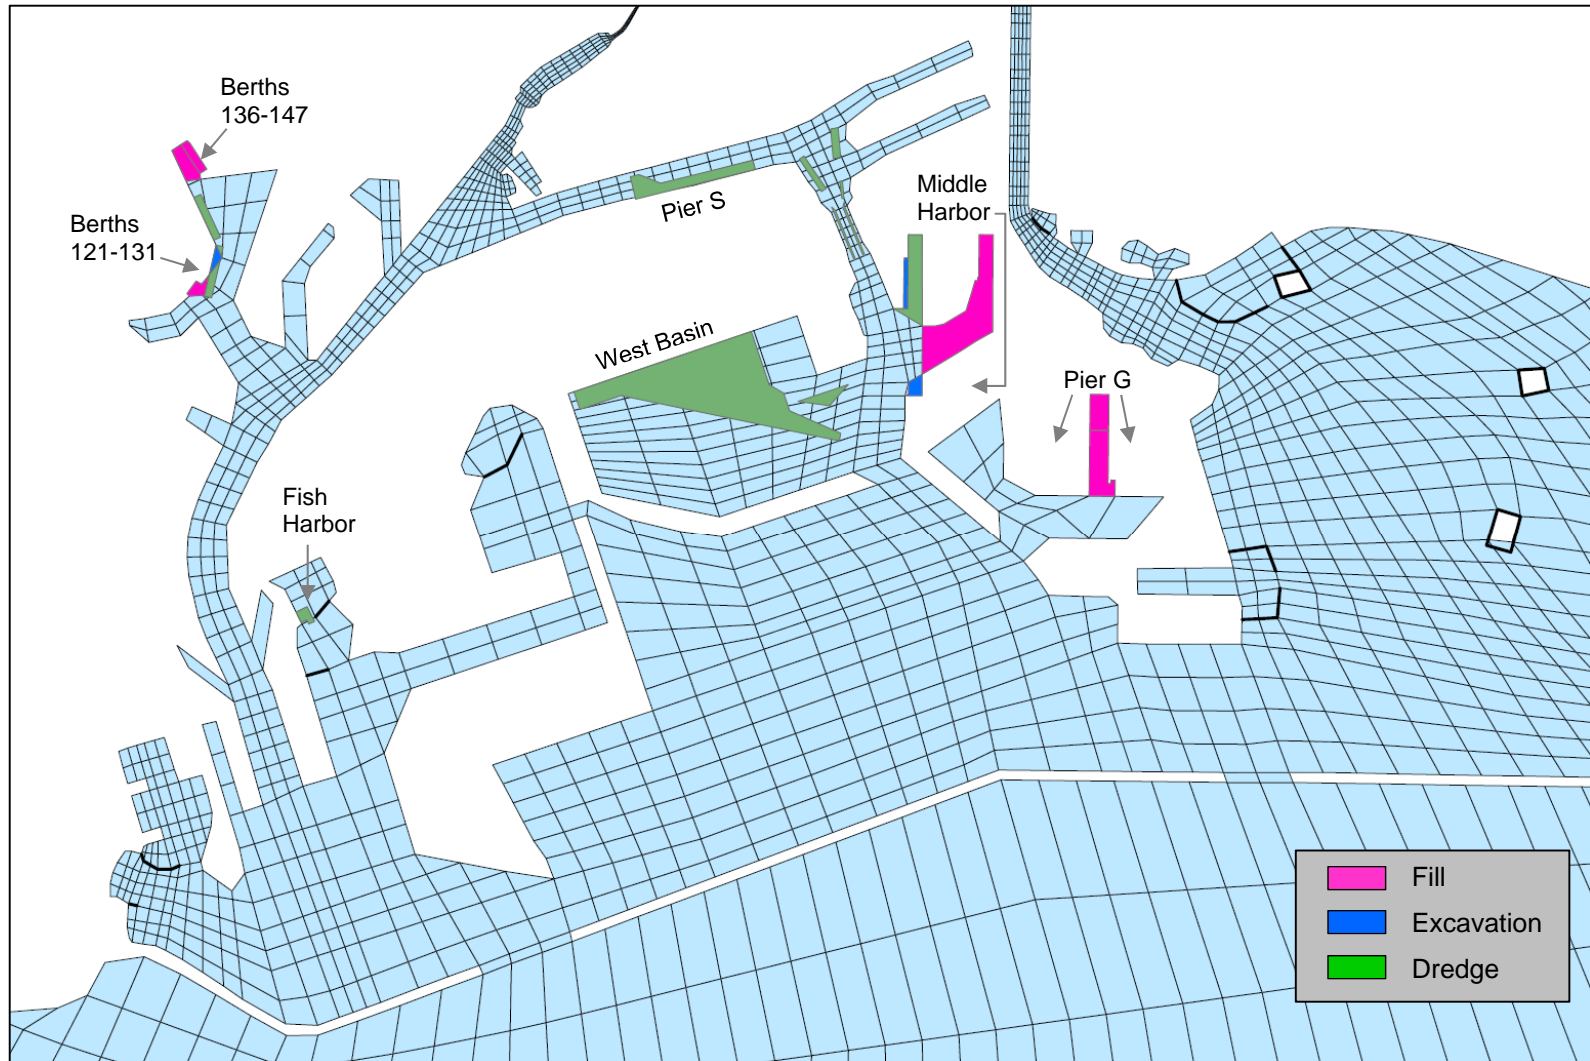 Berths
136-147
Berths
121-131
Pier S
Middle
Harbor
West Basin
Pier G
Fish
Harbor
Fill
Excavation
Dredge